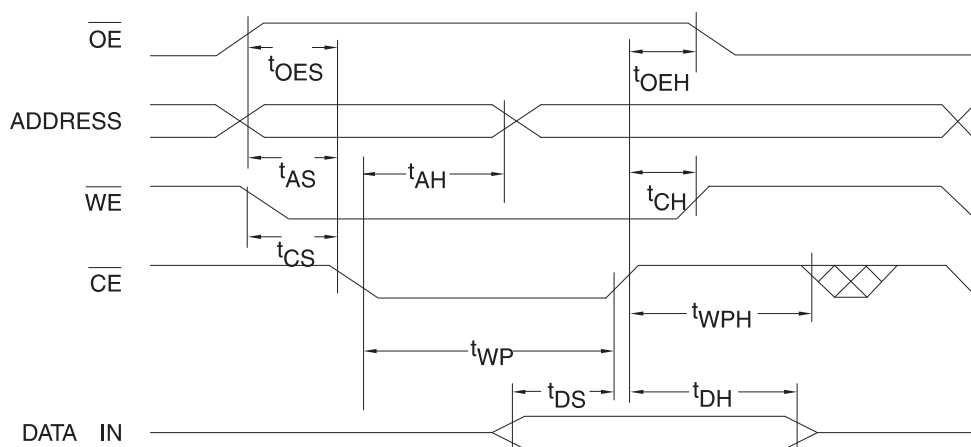 OE
tOES
tOEH
ADDRESS
tAS
tAH
WE
tCH
tCS
CE
tWPH
tWP
tDS
tDH
DATA IN